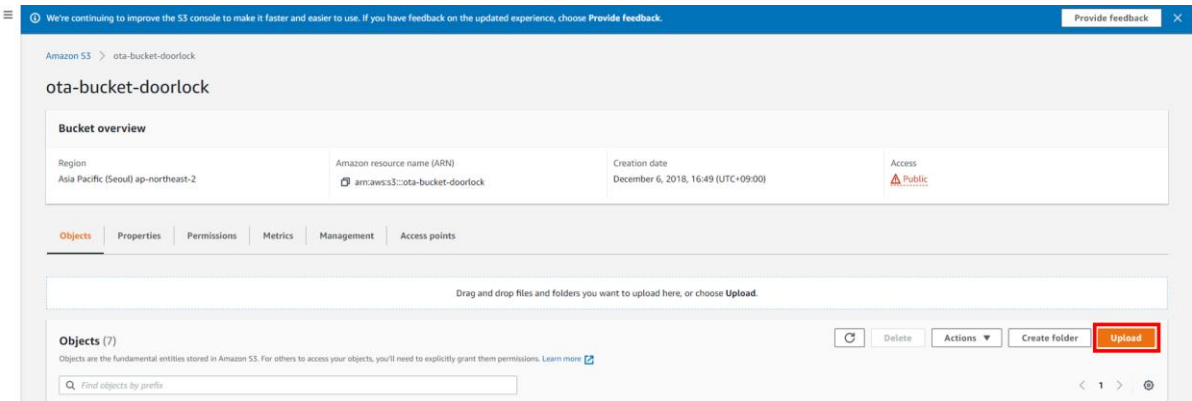 We're continuing to improve the S3 console to make it faster and easier to use. If you have feedback on the updated experience, choose Provide feedback.
Provide feedback
Amazon S3 > ota-bucket-doorlock
ota-bucket-doorlock
Bucket overview
Region
Asia Pacific (Seoul) ap-northeast-2
Amazon resource name (ARN)
arn:aws:s3:::ota-bucket-doorlock
Creation date
December 6, 2018, 16:49 (UTC+09:00)
Access
Public
Objects
Properties
Permissions
Metrics
Management
Access points
Drag and drop files and folders you want to upload here, or choose Upload.
Objects (7)
Delete
Actions
Create folder
Upload
Objects are the fundamental entities stored in Amazon S3. For others to access your objects, you'll need to explicitly grant them permissions. Learn more
Find objects by prefix
< 1 >